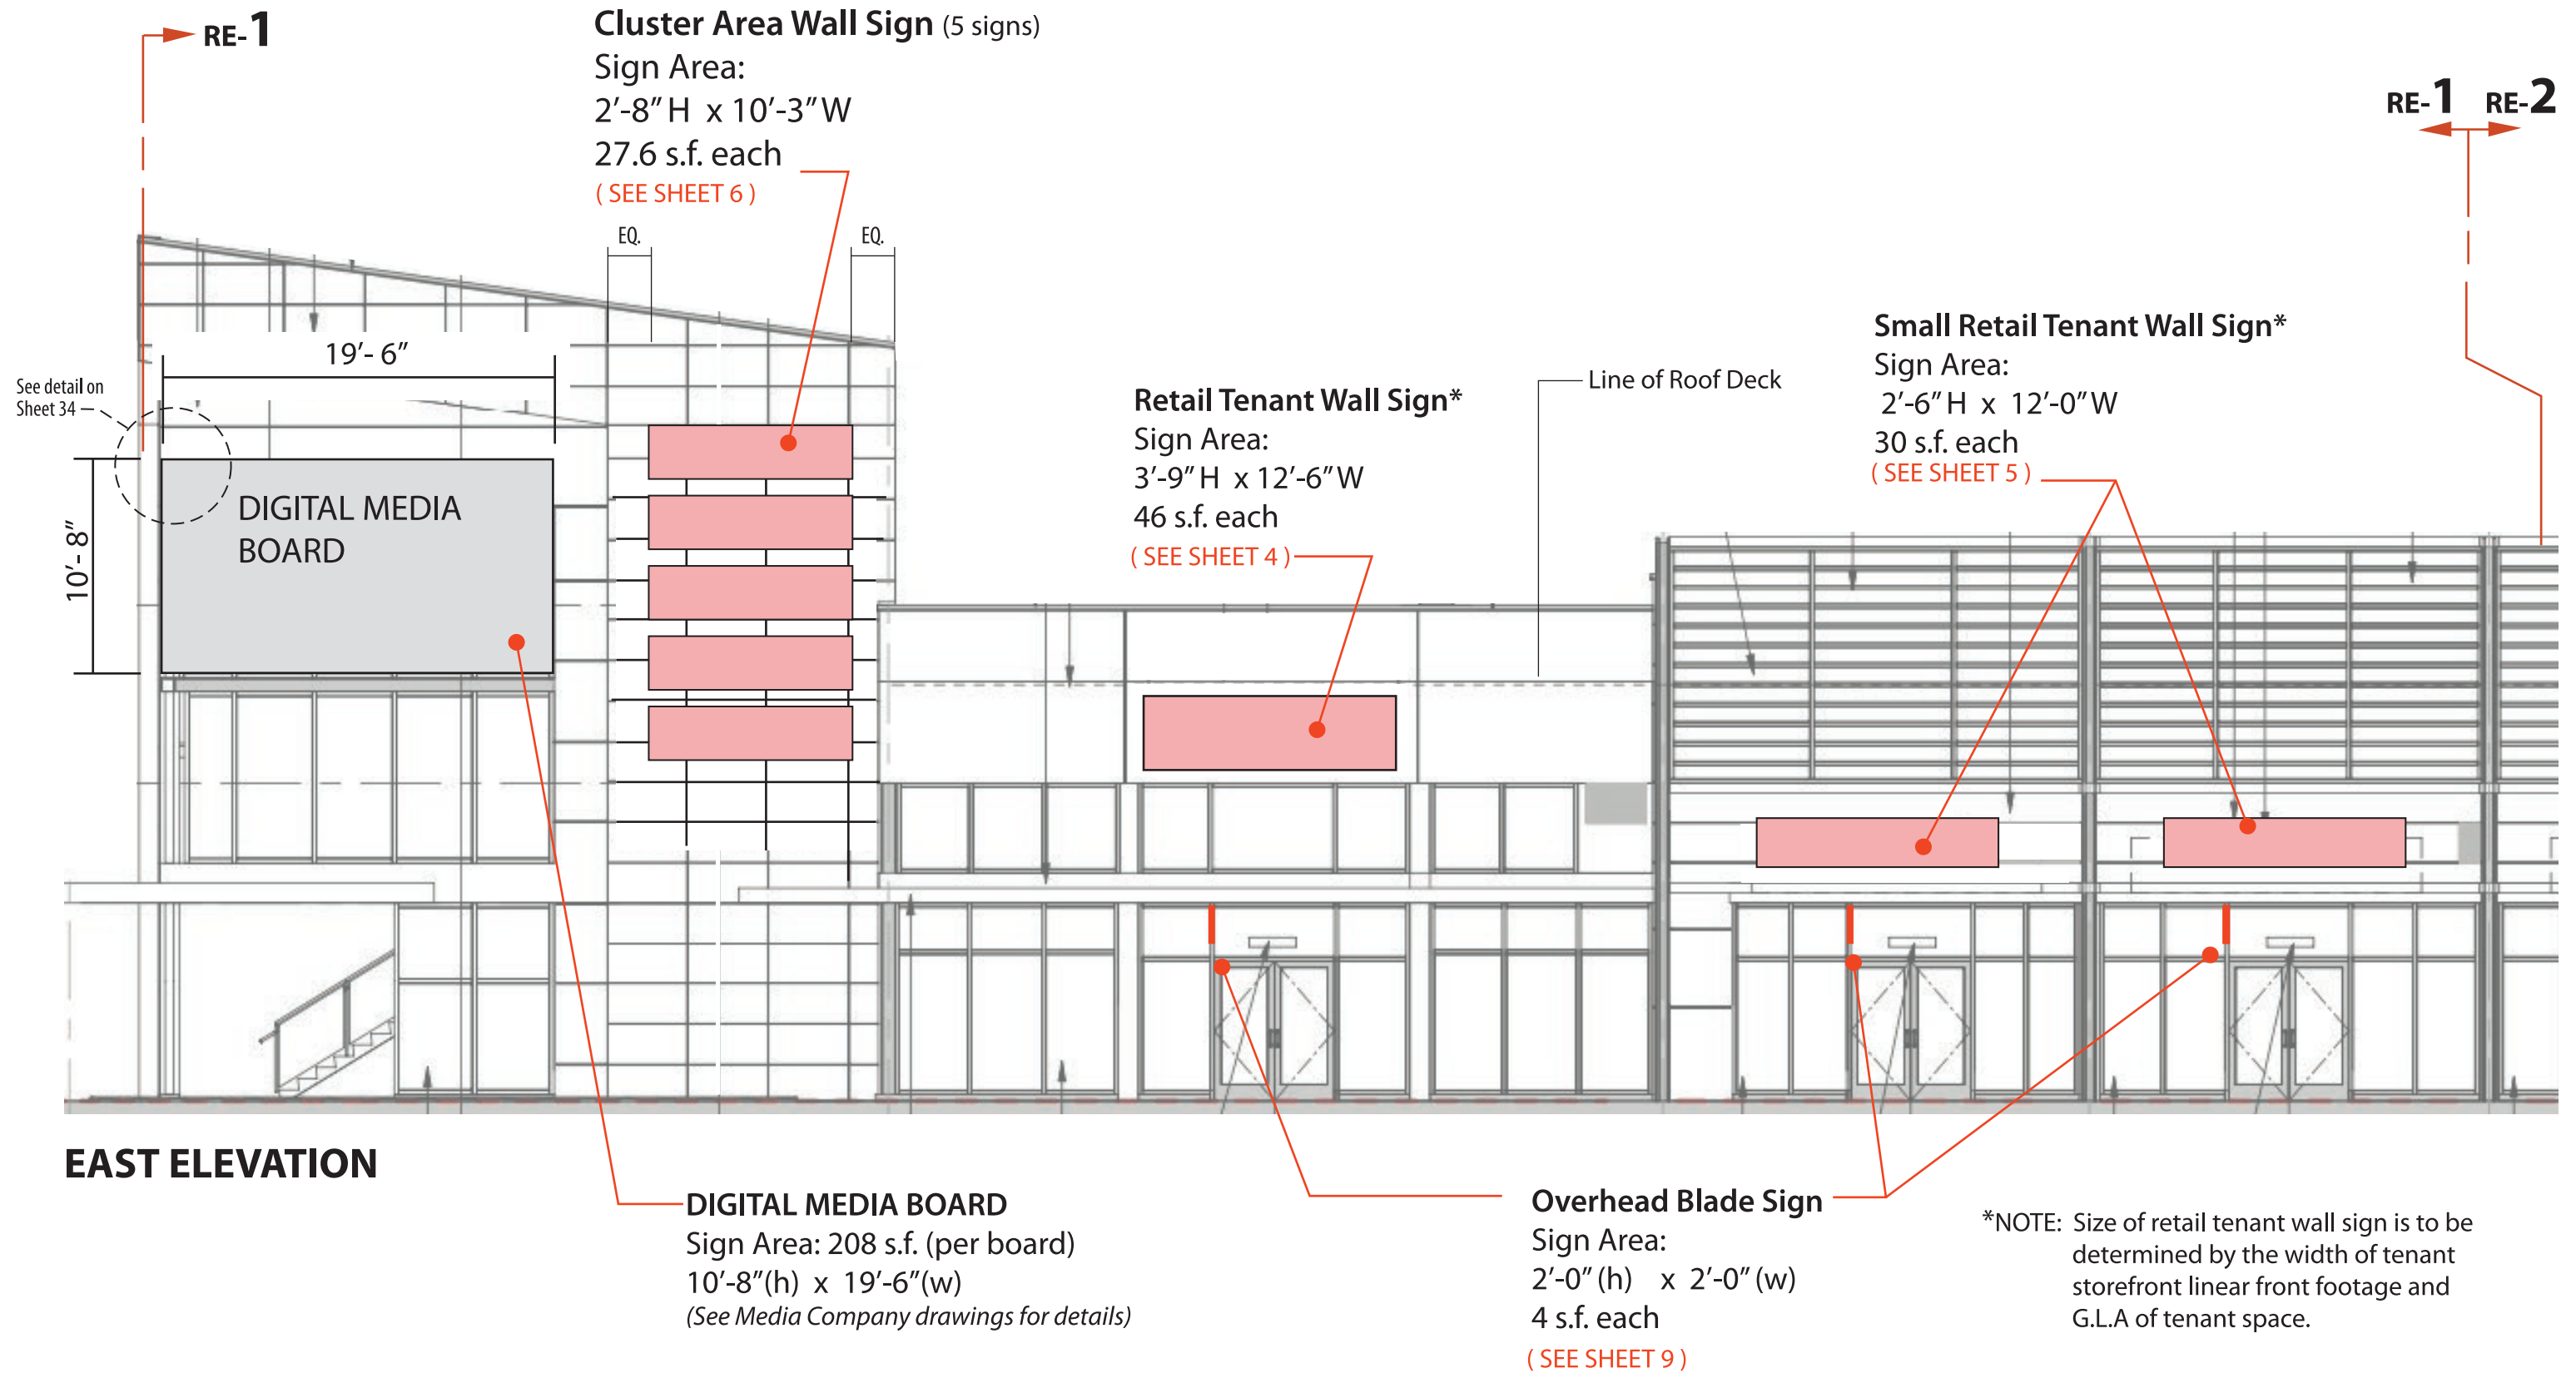 RE-1
Cluster Area Wall Sign (5 signs)
Sign Area:
2'-8" H x 10'-3" W
27.6 s.f. each
( SEE SHEET 6 )
RE-1 RE-2
EQ.
EQ.
19'- 6"
See detail on
Sheet 34
10'- 8"
DIGITAL MEDIA
BOARD
Retail Tenant Wall Sign*
Sign Area:
3'-9" H x 12'-6" W
46 s.f. each
( SEE SHEET 4 )
Line of Roof Deck
Small Retail Tenant Wall Sign*
Sign Area:
2'-6" H x 12'-0" W
30 s.f. each
( SEE SHEET 5 )
EAST ELEVATION
DIGITAL MEDIA BOARD
Sign Area: 208 s.f. (per board)
10'-8"(h) x 19'-6"(w)
(See Media Company drawings for details)
Overhead Blade Sign
Sign Area:
2'-0" (h) x 2'-0" (w)
4 s.f. each
( SEE SHEET 9 )
*NOTE: Size of retail tenant wall sign is to be
determined by the width of tenant
storefront linear front footage and
G.L.A of tenant space.